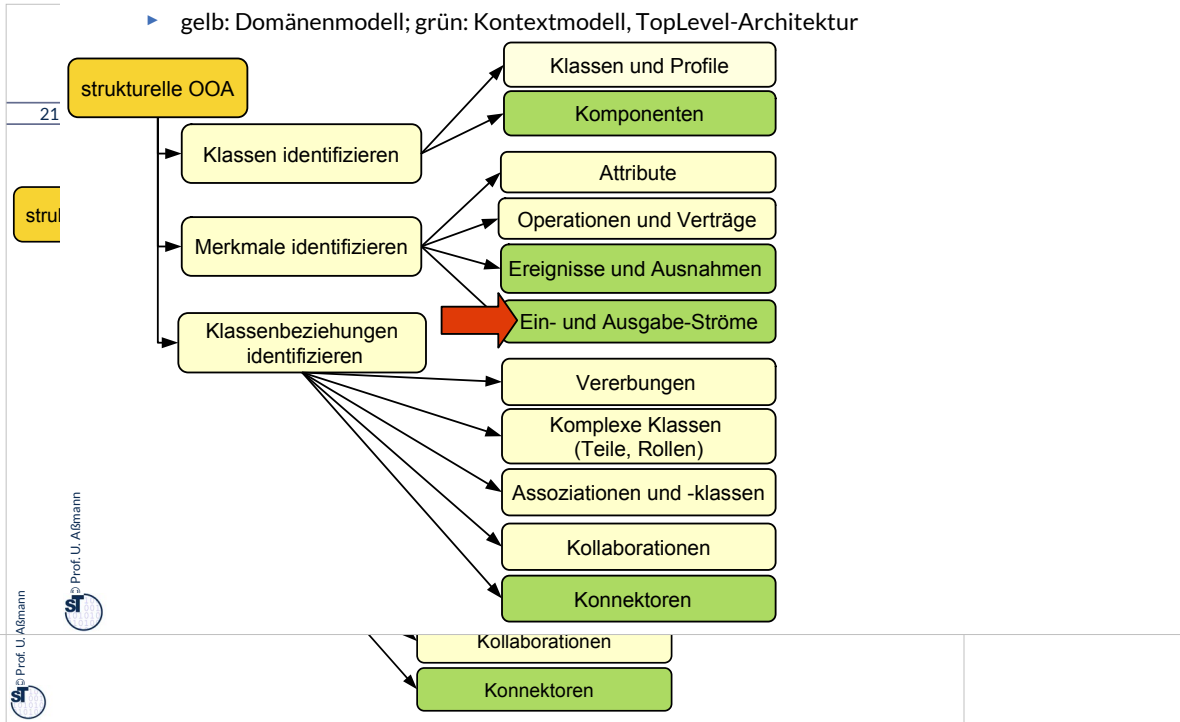 gelb: Domänenmodell; grün: Kontextmodell, TopLevel-Architektur
strukturelle OOA
21
Klassen identifizieren
Merkmale identifizieren
Klassenbeziehungen
identifizieren
Klassen und Profile
Komponenten
Attribute
Operationen und Verträge
Ereignisse und Ausnahmen
Ein- und Ausgabe-Ströme
Vererbungen
Komplexe Klassen
(Teile, Rollen)
Assoziationen und -klassen
Kollaborationen
Konnektoren
© Prof. U. Aßmann
ST
Kollaborationen
Konnektoren
© Prof. U. Aßmann
ST